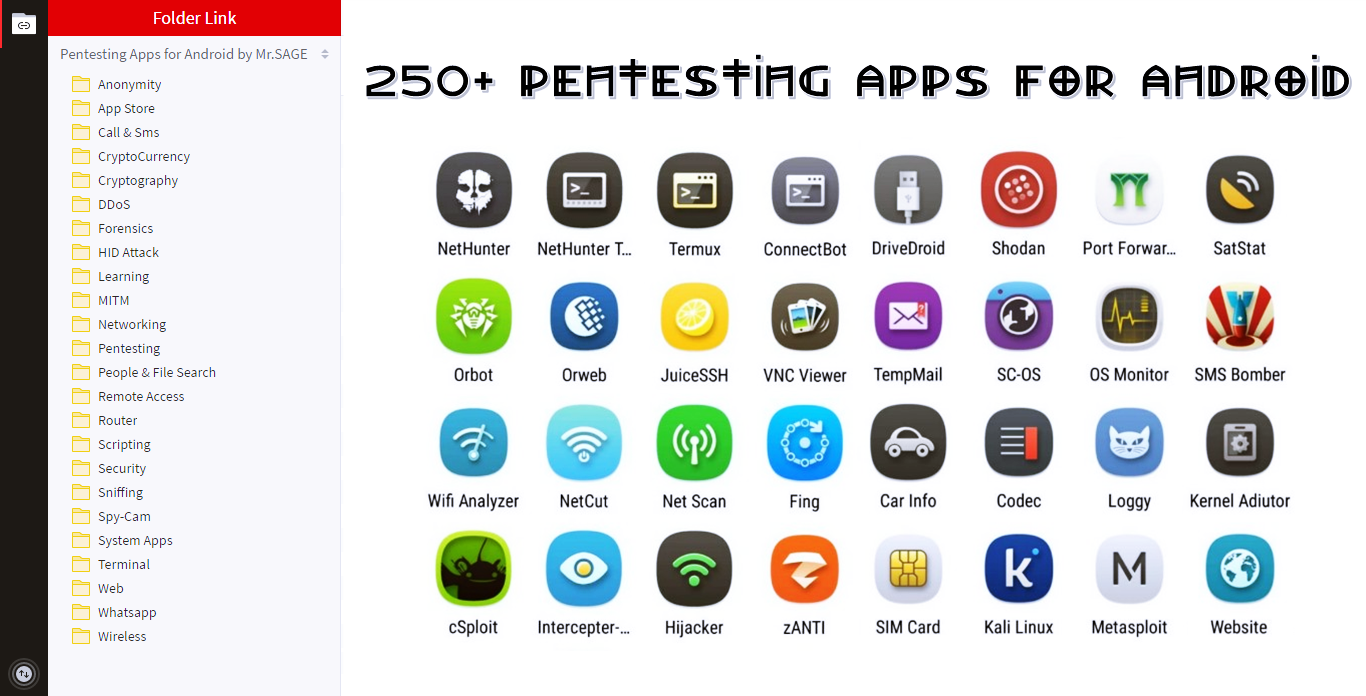 Folder Link
Pentesting Apps for Android by Mr.SAGE
Anonymity
App Store
Call & Sms
CryptoCurrency
Cryptography
DDoS
Forensics
HID Attack
Learning
MITM
Networking
Pentesting
People & File Search
Remote Access
Router
Scripting
Security
Sniffing
Spy-Cam
System Apps
Terminal
Web
Whatsapp
Wireless
250+ PENTESTING APPS FOR ANDROID
NetHunter NetHunter T... Termux ConnectBot DriveDroid Shodan Port Forwar... SatStat
Orbot Orweb JuiceSSH VNC Viewer TempMail SC-OS OS Monitor SMS Bomber
Wifi Analyzer NetCut Net Scan Fing Car Info Codec Loggy Kernel Adiutor
k M
cSploit Intercepter-... Hijacker zANTI SIM Card Kali Linux Metasploit Website